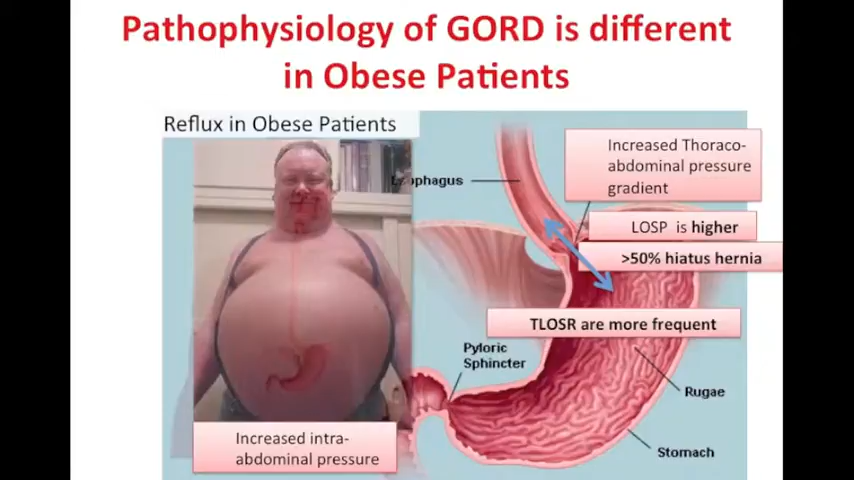 Pathophysiology of GORD is different
in Obese Patients
Reflux in Obese Patients
Esophagus
Increased Thoraco-
abdominal pressure
gradient
LOSP is higher
>50% hiatus hernia
TLOSR are more frequent
Pyloric
Sphincter
Rugae
Stomach
Increased intra-
abdominal pressure